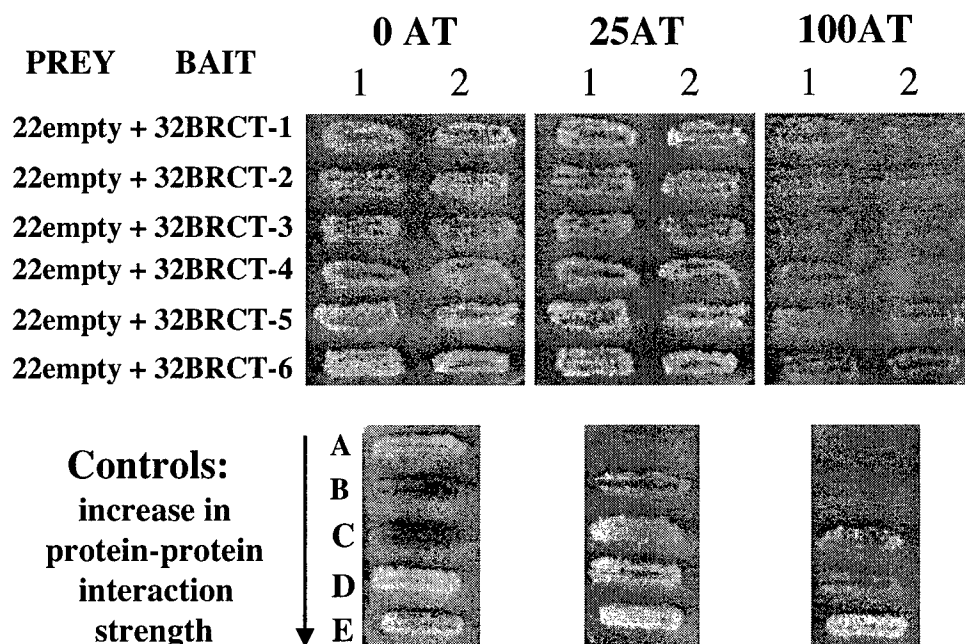 0 AT 25AT 100AT
PREY BAIT 1 2 1 2 1 2
22empty + 32BRCT-1
22empty + 32BRCT-2
22empty + 32BRCT-3
22empty + 32BRCT-4
22empty + 32BRCT-5
22empty + 32BRCT-6
Controls:
increase in
protein-protein
interaction
strength
A
B
C
D
E